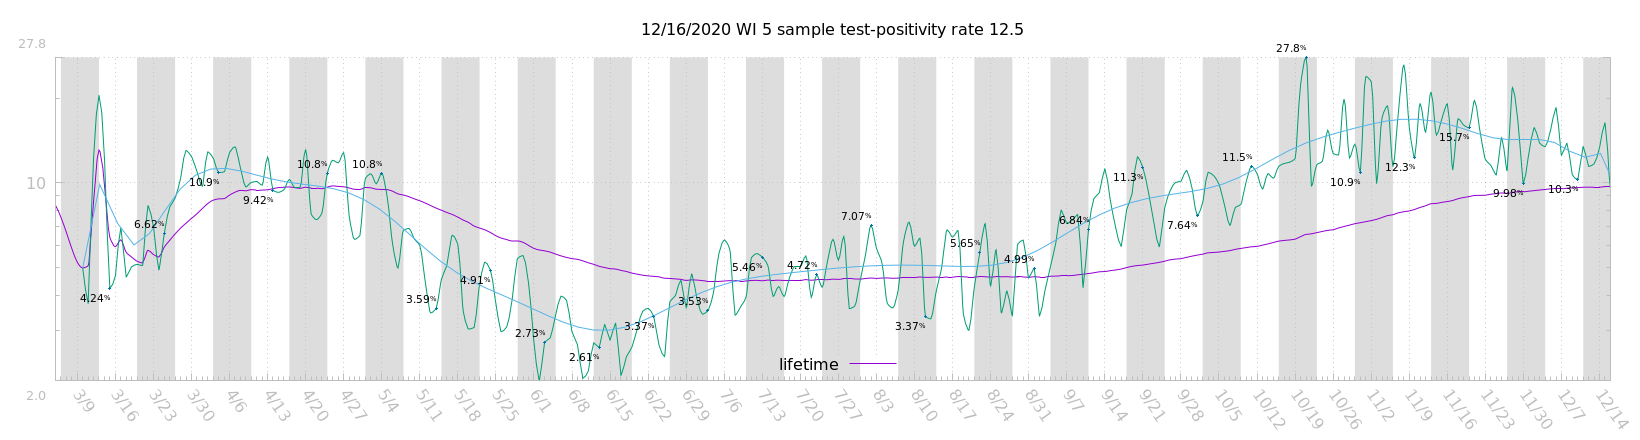 12/16/2020 WI 5 sample test-positivity rate 12.5
27.8
27.8%
10.8% 10.8%
11.5%
15.7%
10.9% 11.3% 10.9% 12.3%
10
9.42% 9.98% 10.3%
6.62% 7.07% 6.84% 7.64%
5.65%
5.46% 4.72% 4.99%
4.91%
4.24% 3.59% 3.53%
2.73% 3.37% 3.37%
2.61%
lifetime
2.0
3/9 3/16 3/23 3/30 4/6 4/13 4/20 4/27 5/4 5/11 5/18 5/25 6/1 6/8 6/15 6/22 6/29 7/6 7/13 7/20 7/27 8/3 8/10 8/17 8/24 8/31 9/7 9/14 9/21 9/28 10/5 10/12 10/19 10/26 11/2 11/9 11/16 11/23 11/30 12/7 12/14